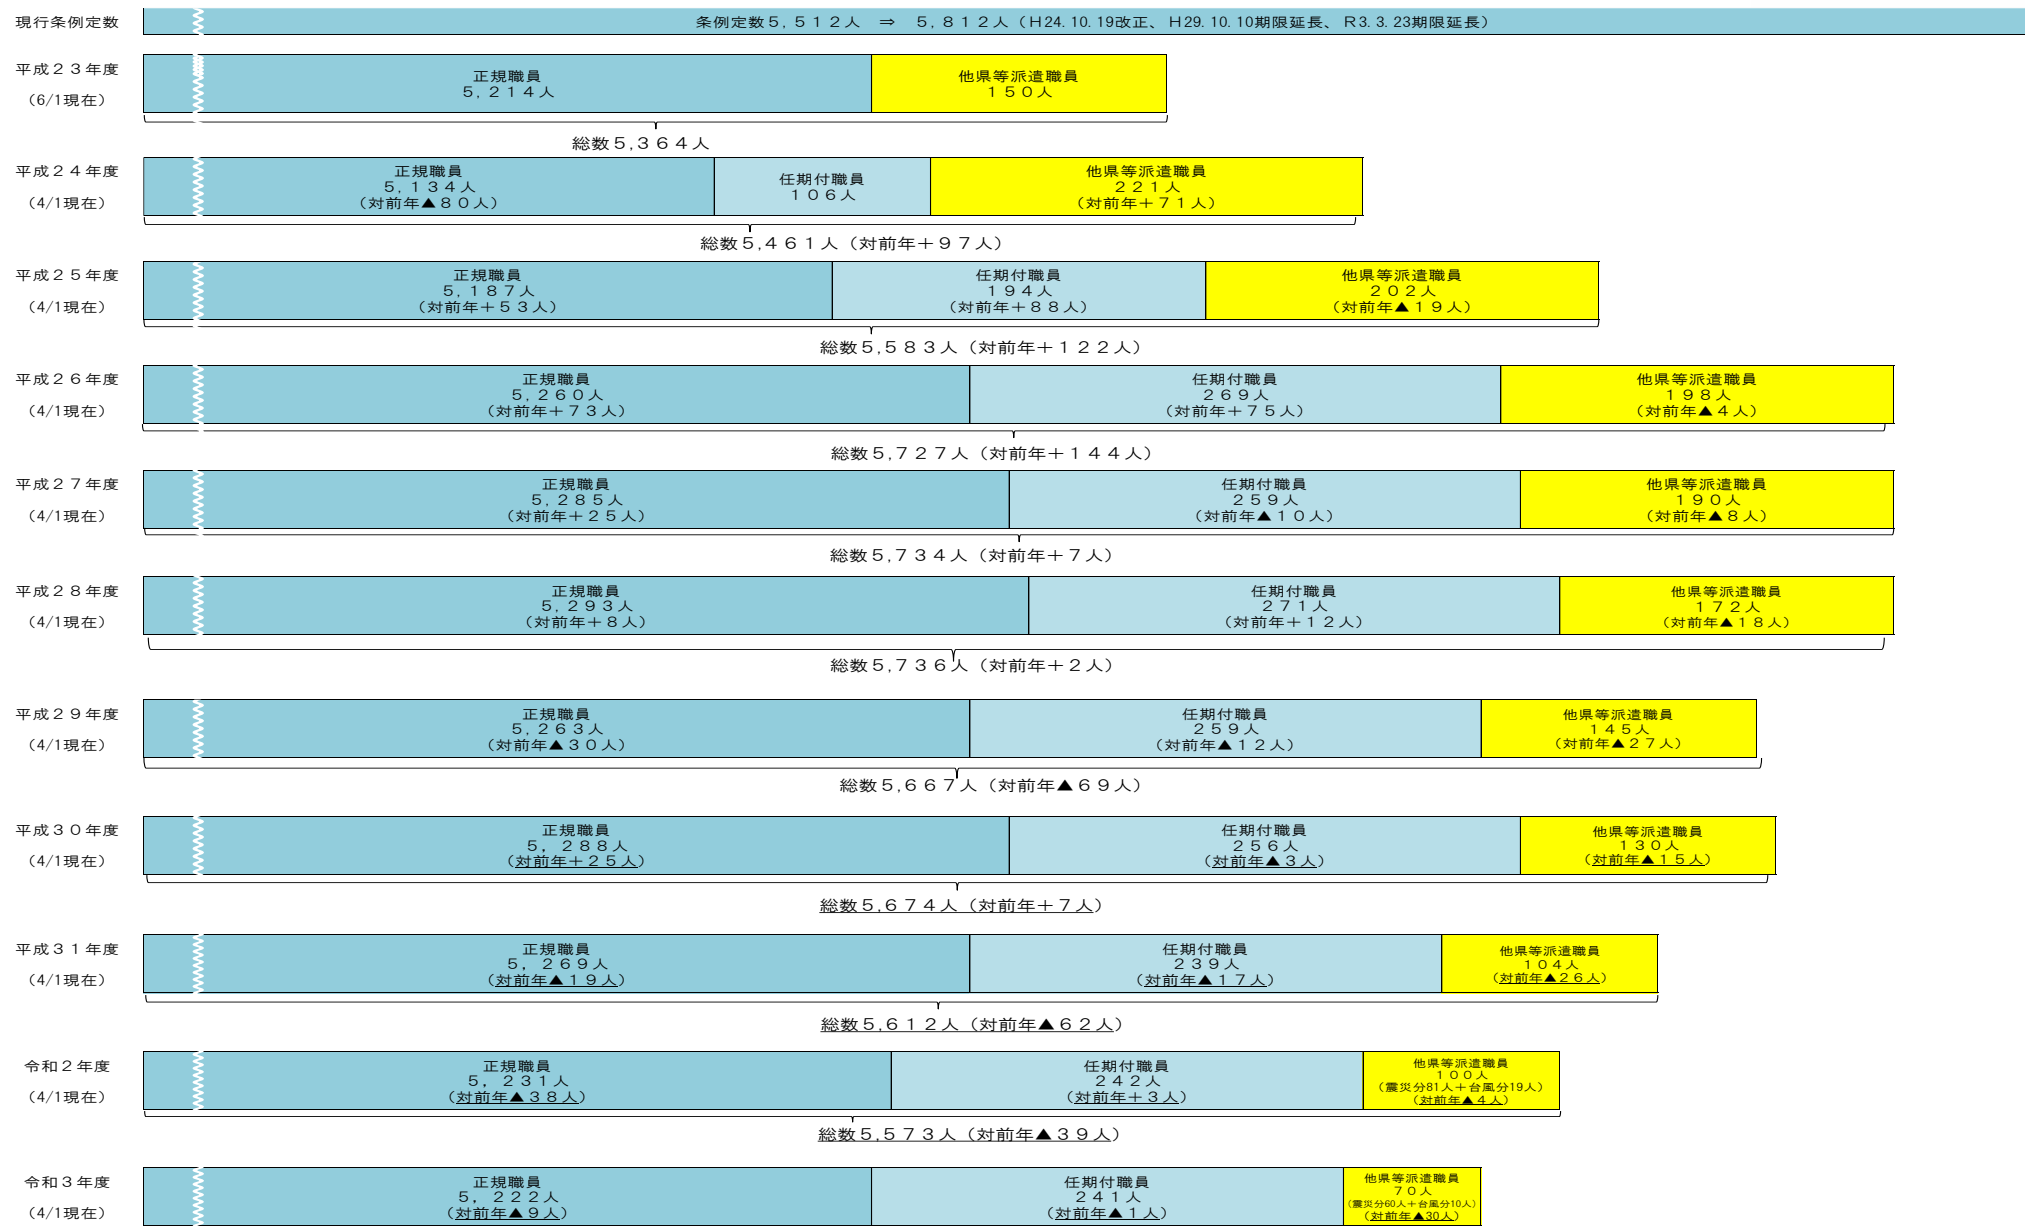 現行条例定数
条例定数５,５１２人　⇒　５,８１２人（Ｈ24.10.19改正、Ｈ29.10.10期限延長、Ｒ3.3.23期限延長）
平成２３年度
（6/1現在）
正規職員
５,２１４人
他県等派遣職員
１５０人
総数５,３６４人
平成２４年度
（4/1現在）
正規職員
５,１３４人
（対前年▲８０人）
任期付職員
１０６人
他県等派遣職員
２２１人
（対前年＋７１人）
総数５,４６１人（対前年＋９７人）
平成２５年度
（4/1現在）
正規職員
５,１８７人
（対前年＋５３人）
任期付職員
１９４人
（対前年＋８８人）
他県等派遣職員
２０２人
（対前年▲１９人）
総数５,５８３人（対前年＋１２２人）
平成２６年度
（4/1現在）
正規職員
５,２６０人
（対前年＋７３人）
任期付職員
２６９人
（対前年＋７５人）
他県等派遣職員
１９８人
（対前年▲４人）
総数５,７２７人（対前年＋１４４人）
平成２７年度
（4/1現在）
正規職員
５,２８５人
（対前年＋２５人）
任期付職員
２５９人
（対前年▲１０人）
他県等派遣職員
１９０人
（対前年▲８人）
総数５,７３４人（対前年＋７人）
平成２８年度
（4/1現在）
正規職員
５,２９３人
（対前年＋８人）
任期付職員
２７１人
（対前年＋１２人）
他県等派遣職員
１７２人
（対前年▲１８人）
総数５,７３６人（対前年＋２人）
平成２９年度
（4/1現在）
正規職員
５,２６３人
（対前年▲３０人）
任期付職員
２５９人
（対前年▲１２人）
他県等派遣職員
１４５人
（対前年▲２７人）
総数５,６６７人（対前年▲６９人）
平成３０年度
（4/1現在）
正規職員
５，２８８人
（対前年＋２５人）
任期付職員
２５６人
（対前年▲３人）
他県等派遣職員
１３０人
（対前年▲１５人）
総数５,６７４人（対前年＋７人）
平成３１年度
（4/1現在）
正規職員
５，２６９人
（対前年▲１９人）
任期付職員
２３９人
（対前年▲１７人）
他県等派遣職員
１０４人
（対前年▲２６人）
総数５,６１２人（対前年▲６２人）
令和２年度
（4/1現在）
正規職員
５，２３１人
（対前年▲３８人）
任期付職員
２４２人
（対前年＋３人）
他県等派遣職員
１００人
（震災分81人＋台風分19人）
（対前年▲４人）
総数５,５７３人（対前年▲３９人）
令和３年度
（4/1現在）
正規職員
５，２２２人
（対前年▲９人）
任期付職員
２４１人
（対前年▲１人）
他県等派遣職員
７０人
（震災分60人＋台風分10人）
（対前年▲30人）